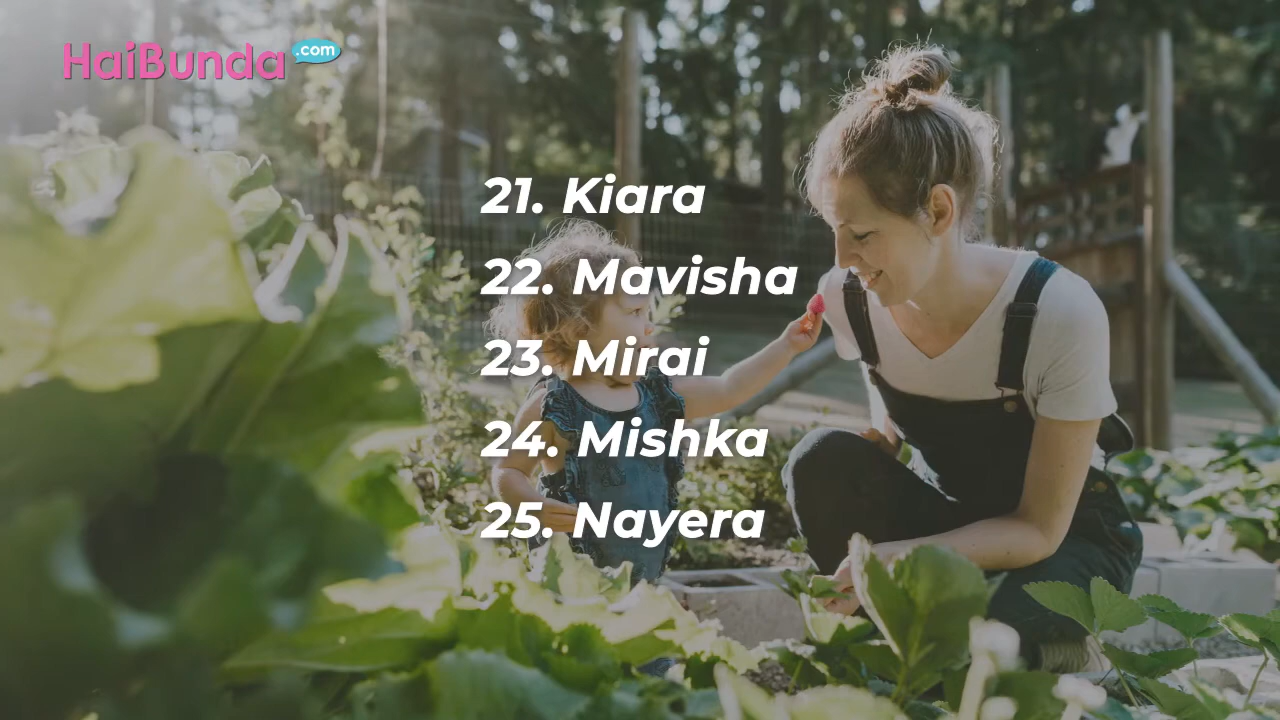 HaiBunda.com
21. Kiara
22. Mavisha
23. Mirai
24. Mishka
25. Nayera